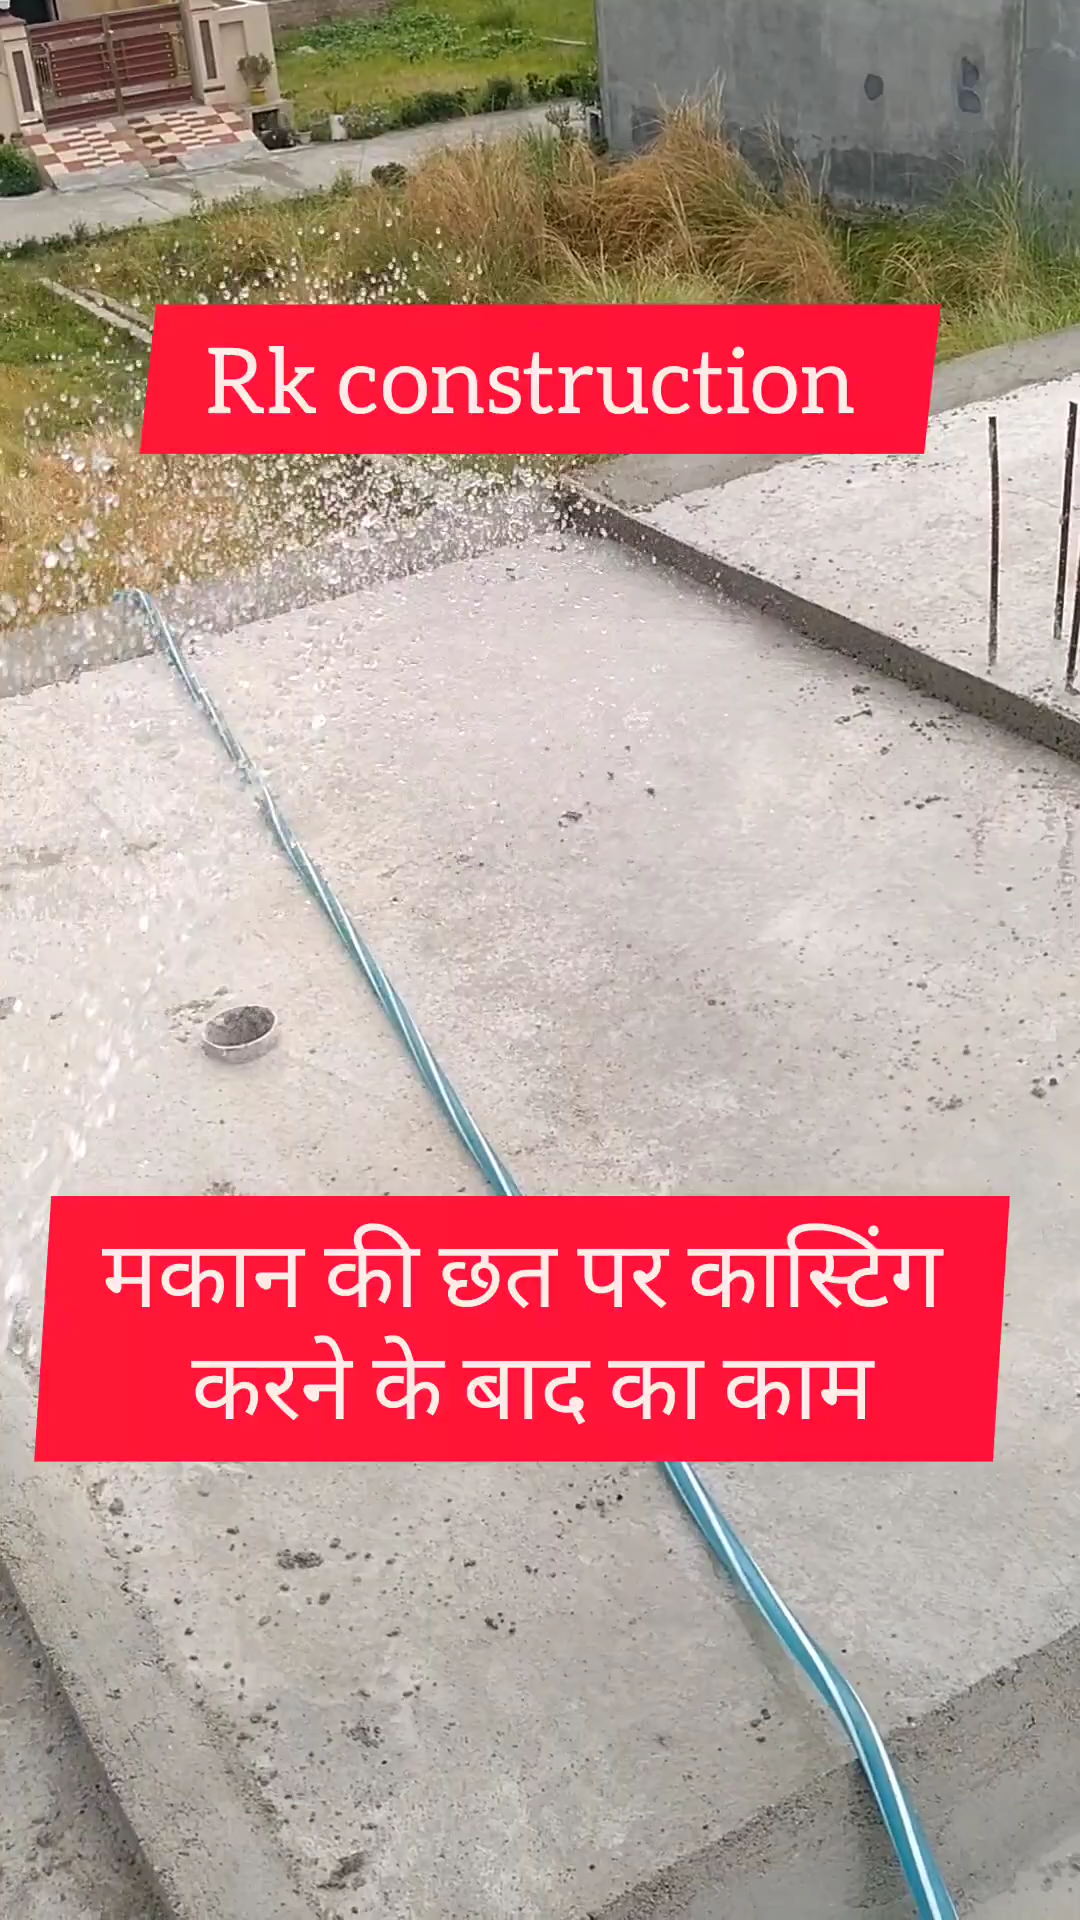 Rk construction
मकान की छत पर कास्टिंग
करने के बाद का काम